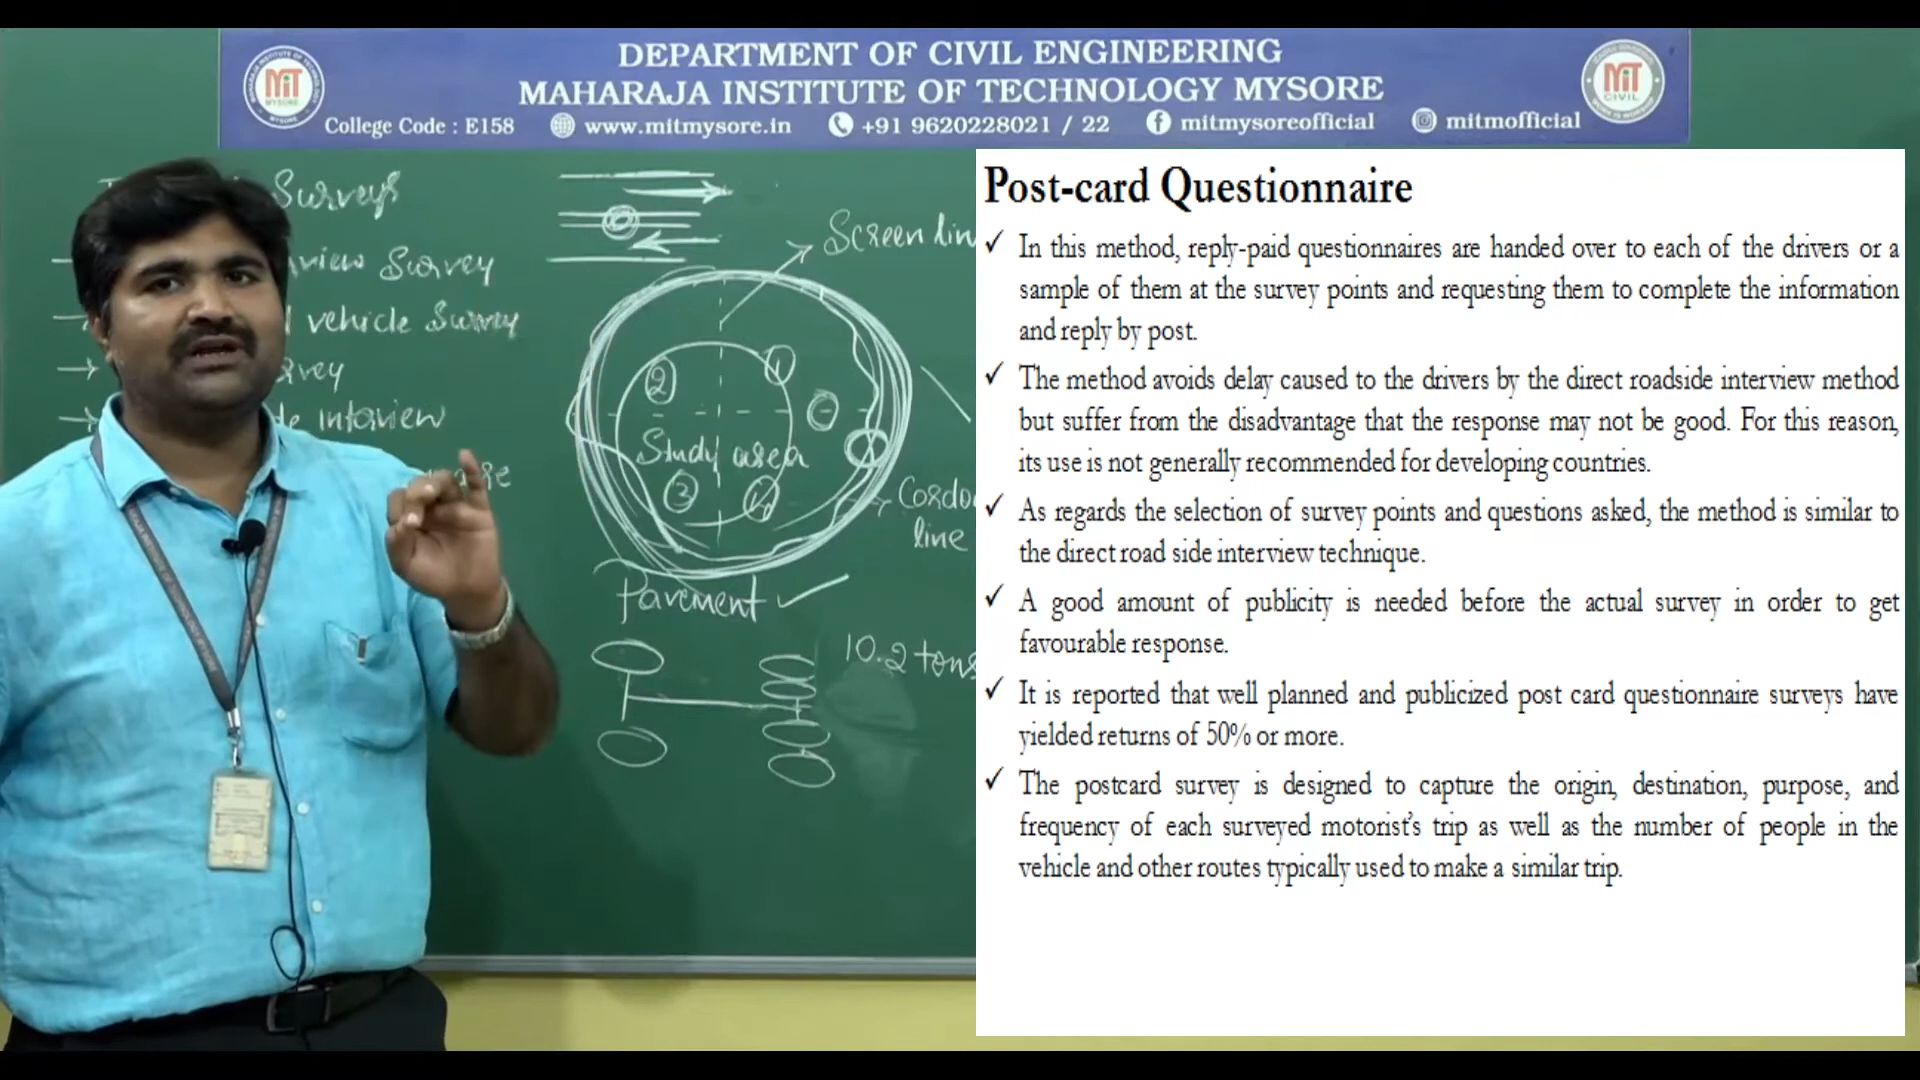 DEPARTMENT OF CIVIL ENGINEERING
MAHARAJA INSTITUTE OF TECHNOLOGY MYSORE
College Code : E158 www.mitmysore.in +91 9620228021 / 22 mitmysoreofficial mitmofficial
MiT
MYSORE
MiT
CIVIL
Surveys
Survey
vehicle Survey
Interview
Screen lin
2
1
Study area
3
4
Cordo
line
Pavement
10.2 tons
Post-card Questionnaire
✓ In this method, reply-paid questionnaires are handed over to each of the drivers or a
sample of them at the survey points and requesting them to complete the information
and reply by post.
✓ The method avoids delay caused to the drivers by the direct roadside interview method
but suffer from the disadvantage that the response may not be good. For this reason,
its use is not generally recommended for developing countries.
✓ As regards the selection of survey points and questions asked, the method is similar to
the direct road side interview technique.
✓ A good amount of publicity is needed before the actual survey in order to get
favourable response.
✓ It is reported that well planned and publicized post card questionnaire surveys have
yielded returns of 50% or more.
✓ The postcard survey is designed to capture the origin, destination, purpose, and
frequency of each surveyed motorist's trip as well as the number of people in the
vehicle and other routes typically used to make a similar trip.